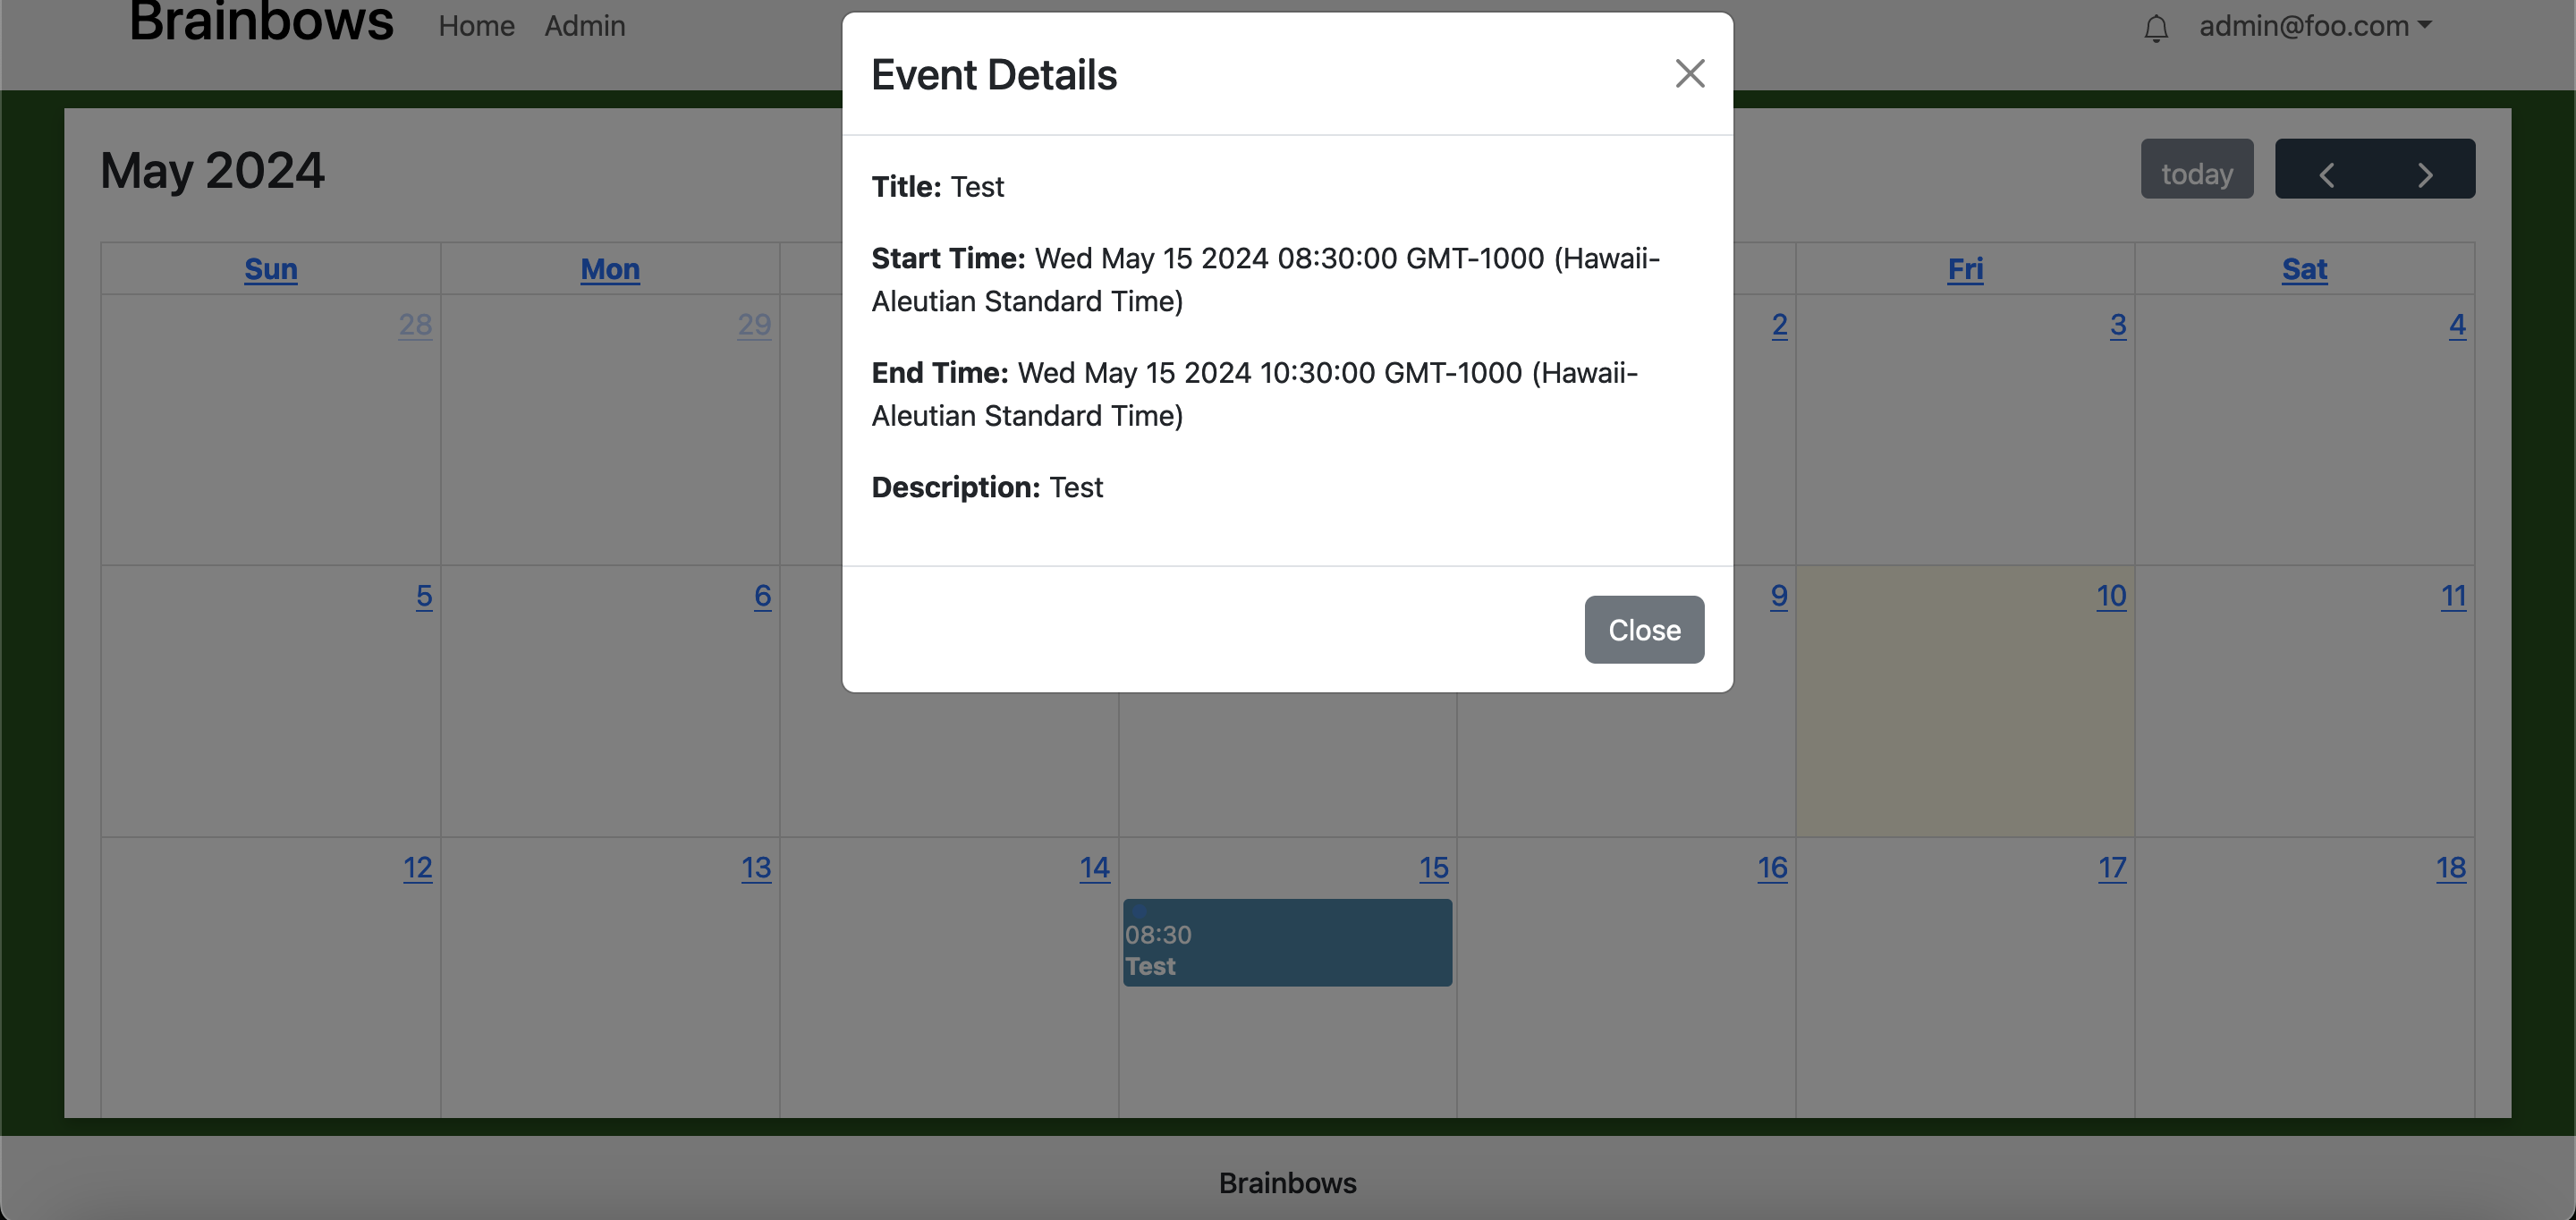 Brainbows Home Admin admin@foo.com
Event Details
Title: Test
Start Time: Wed May 15 2024 08:30:00 GMT-1000 (Hawaii-
Aleutian Standard Time)
End Time: Wed May 15 2024 10:30:00 GMT-1000 (Hawaii-
Aleutian Standard Time)
Description: Test
Close
May 2024
today
Sun Mon Fri Sat
28 29 2 3 4
5 6 9 10 11
12 13 14 15 16 17 18
08:30
Test
Brainbows